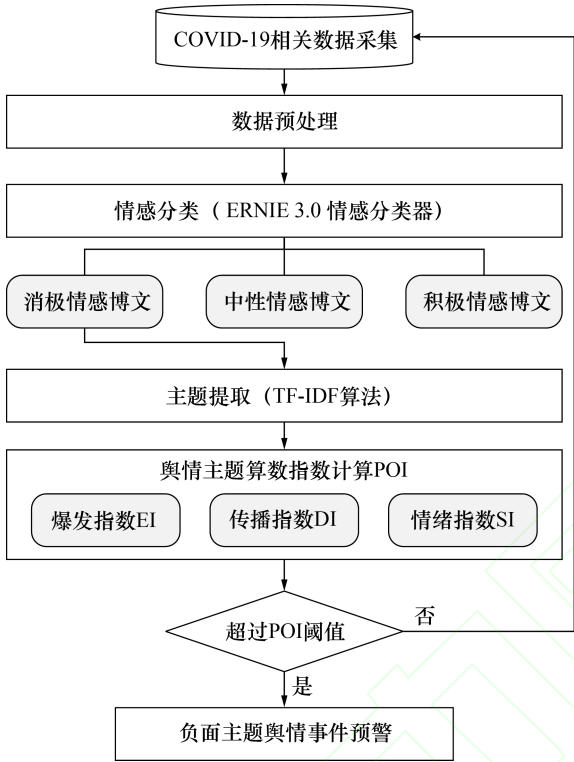 COVID-19相关数据采集
数据预处理
情感分类（ERNIE 3.0 情感分类器）
消极情感博文
中性情感博文
积极情感博文
主题提取（TF-IDF算法）
舆情主题算数指数计算POI
爆发指数EI
传播指数DI
情绪指数SI
超过POI阈值
否
是
负面主题舆情事件预警